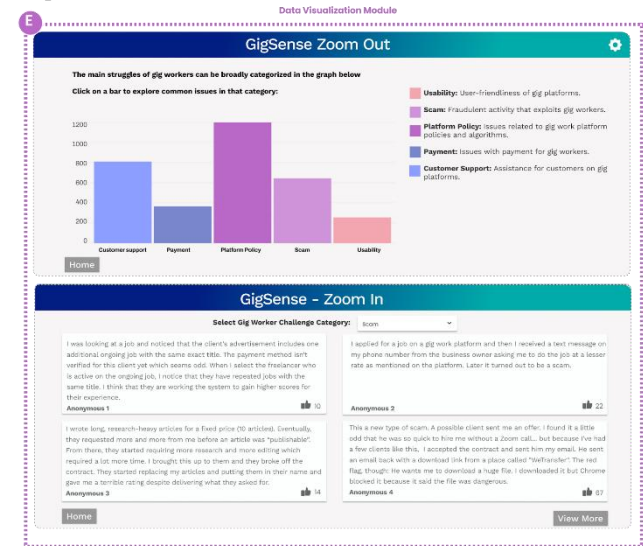 Data Visualization Module
E
GigSense Zoom Out
The main struggles of gig workers can be broadly categorized in the graph below
Click on a bar to explore common issues in that category:
1200
1000
800
600
400
200
0
Customer support
Payment
Platform Policy
Scam
Usability
Usability: User-friendliness of gig platforms.
Scam: Fraudulent activity that exploits gig workers.
Platform Policy: Issues related to gig work platform
policies and algorithms.
Payment: Issues with payment for gig workers.
Customer Support: Assistance for customers on gig
platforms.
Home
GigSense - Zoom In
Select Gig Worker Challenge Category:
Scam
I was looking at a job and noticed that the client's advertisement includes one
additional ongoing job with the same exact title. The payment method isn't
verified for this client yet which seems odd. When I select the freelancer who
is active on the ongoing job, I notice that they have repeated jobs with the
same title. I think that they are working the system to gain higher scores for
their experience.
Anonymous 1
10
I applied for a job on a gig work platform and then I received a text message on
my phone number from the business owner asking me to do the job at a lesser
rate as mentioned on the platform. Later it turned out to be a scam.
Anonymous 2
22
I wrote long, research-heavy articles for a fixed price (10 articles). Eventually,
they requested more and more from me before an article was "publishable".
From there, they started requiring more research and more editing which
required a lot more time. I brought this up to them and they broke off the
contract. They started replacing my articles and putting them in their name and
gave me a terrible rating despite delivering what they asked for.
Anonymous 3
14
This a new type of scam. A possible client sent me an offer. I found it a little
odd that he was so quick to hire me without a Zoom call... but because I've had
a few clients like this, I accepted the contract and sent him my email. He sent
an email back with a download link from a place called "WeTransfer". The red
flag, though: He wants me to download a huge file. I downloaded it but Chrome
blocked it because it said the file was dangerous.
Anonymous 4
Home
View More